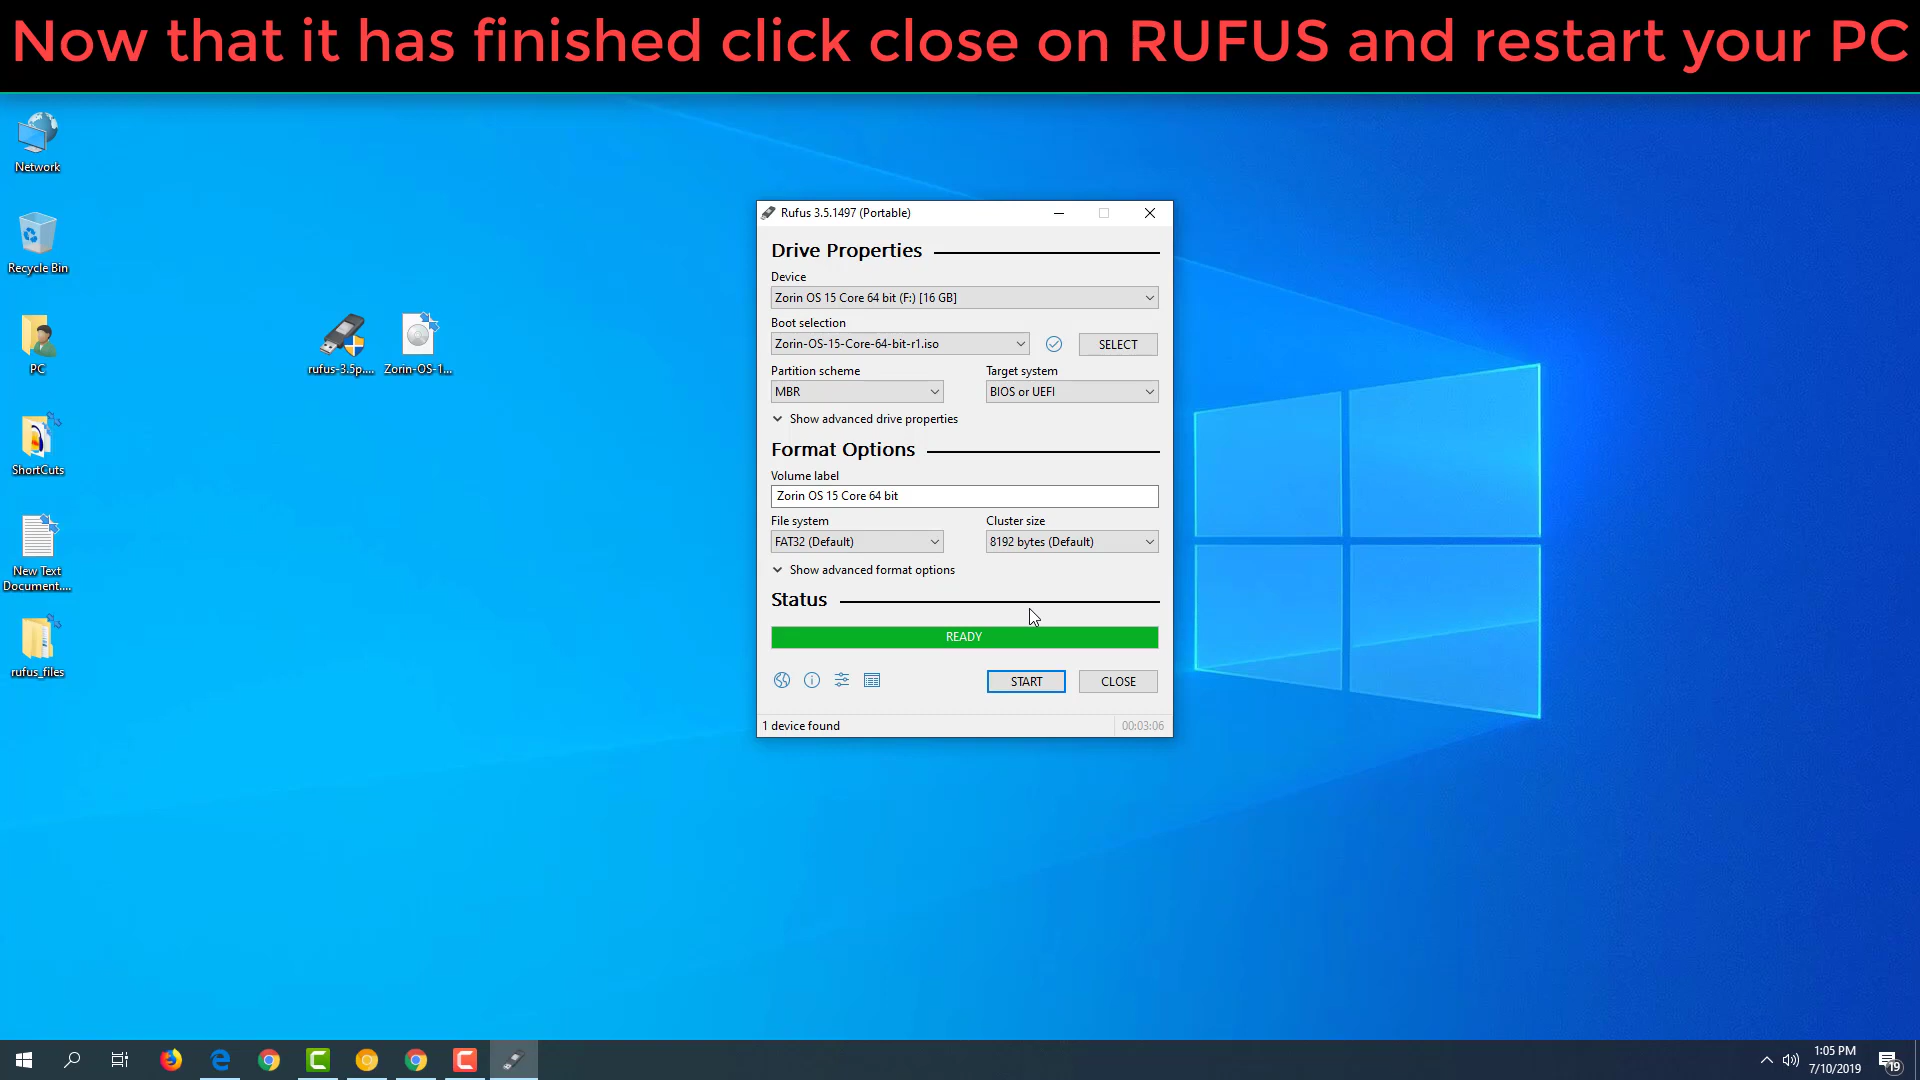 Now that it has finished click close on RUFUS and restart your PC
Network
Recycle Bin
PC
ShortCuts
New Text
Document....
rufus_files
rufus-3.5p....
Zorin-OS-1...
Rufus 3.5.1497 (Portable)
Drive Properties
Device
Zorin OS 15 Core 64 bit (F:) [16 GB]
Boot selection
Zorin-OS-15-Core-64-bit-r1.iso
SELECT
Partition scheme
Target system
MBR
BIOS or UEFI
Show advanced drive properties
Format Options
Volume label
Zorin OS 15 Core 64 bit
File system
Cluster size
FAT32 (Default)
8192 bytes (Default)
Show advanced format options
Status
READY
START
CLOSE
1 device found
00:03:06
1:05 PM
7/10/2019
19